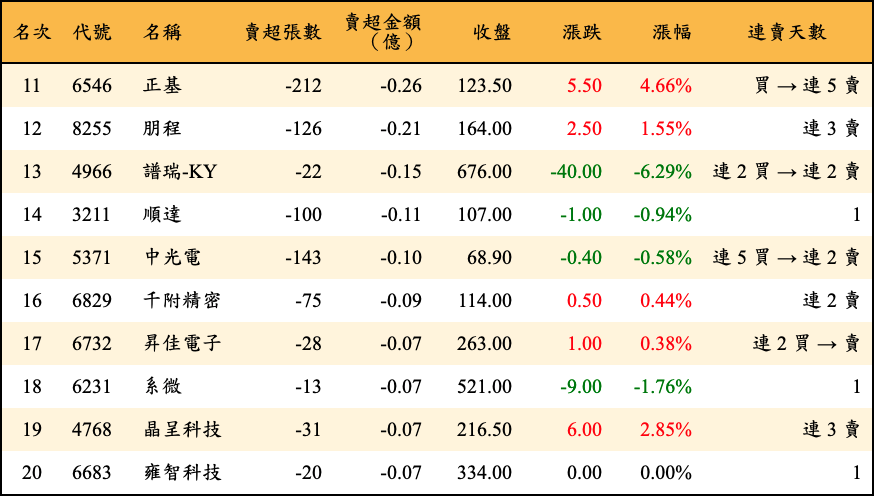 名次 代號 名稱 賣超張數 賣超金額（億） 收盤 漲跌 漲幅 連賣天數
11 6546 正基 -212 -0.26 123.50 5.50 4.66% 買 → 連 5 賣
12 8255 朋程 -126 -0.21 164.00 2.50 1.55% 連 3 賣
13 4966 譜瑞-KY -22 -0.15 676.00 -40.00 -6.29% 連 2 買 → 連 2 賣
14 3211 順達 -100 -0.11 107.00 -1.00 -0.94% 1
15 5371 中光電 -143 -0.10 68.90 -0.40 -0.58% 連 5 買 → 連 2 賣
16 6829 千附精密 -75 -0.09 114.00 0.50 0.44% 連 2 賣
17 6732 昇佳電子 -28 -0.07 263.00 1.00 0.38% 連 2 買 → 賣
18 6231 系微 -13 -0.07 521.00 -9.00 -1.76% 1
19 4768 晶呈科技 -31 -0.07 216.50 6.00 2.85% 連 3 賣
20 6683 雍智科技 -20 -0.07 334.00 0.00 0.00% 1